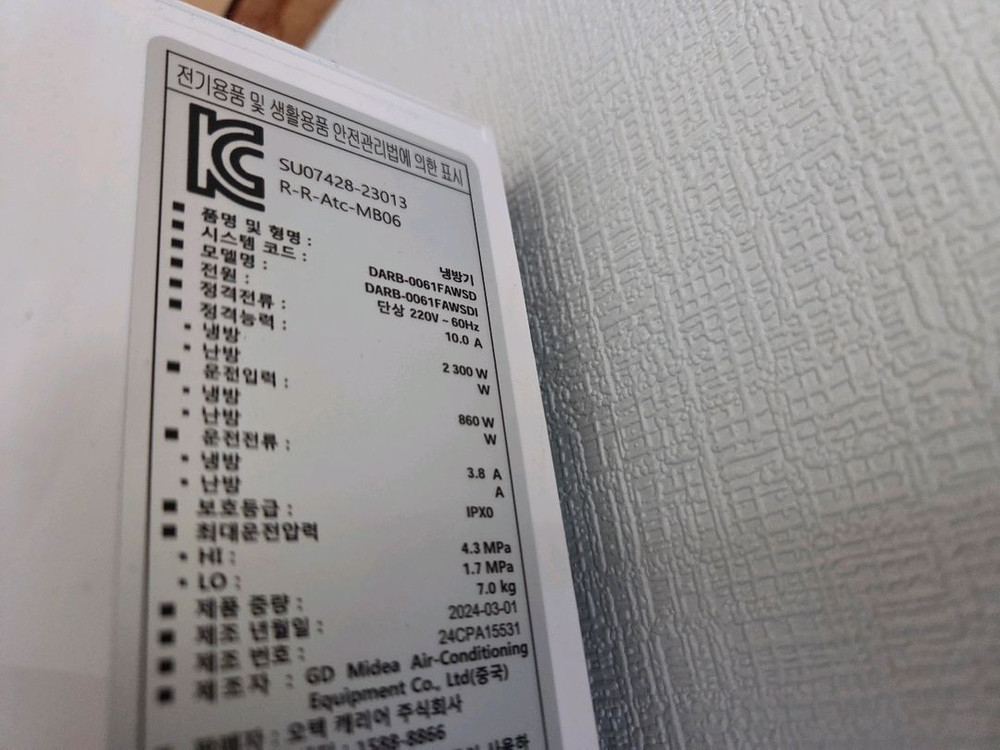 전기용품 및 생활용품 안전관리법에 의한 표시
KC
SU07428-23013
R-R-Atc-MB06
■ 품명 및 형명 : 냉방기
■ 시스템 코드 : DARB-0061FAWSD
■ 모델명 : DARB-0061FAWSDI
■ 전원 : 단상 220V ~ 60Hz
■ 정격전류 : 10.0 A
■ 정격능력 :
• 냉방 2 300 W
• 난방 W
■ 운전입력 :
• 냉방 860 W
• 난방 W
■ 운전전류 :
• 냉방 3.8 A
• 난방 A
■ 보호등급 : IPX0
■ 최대운전압력
• HI : 4.3 MPa
• LO : 1.7 MPa
■ 제품 중량 : 7.0 kg
■ 제조 년월일 : 2024-03-01
■ 제조 번호 : 24CPA15531
■ 제조자 : GD Midea Air-Conditioning
Equipment Co., Ltd(중국)
■ 판매자 : 오텍 캐리어 주식회사
: 1588-8866
사용하